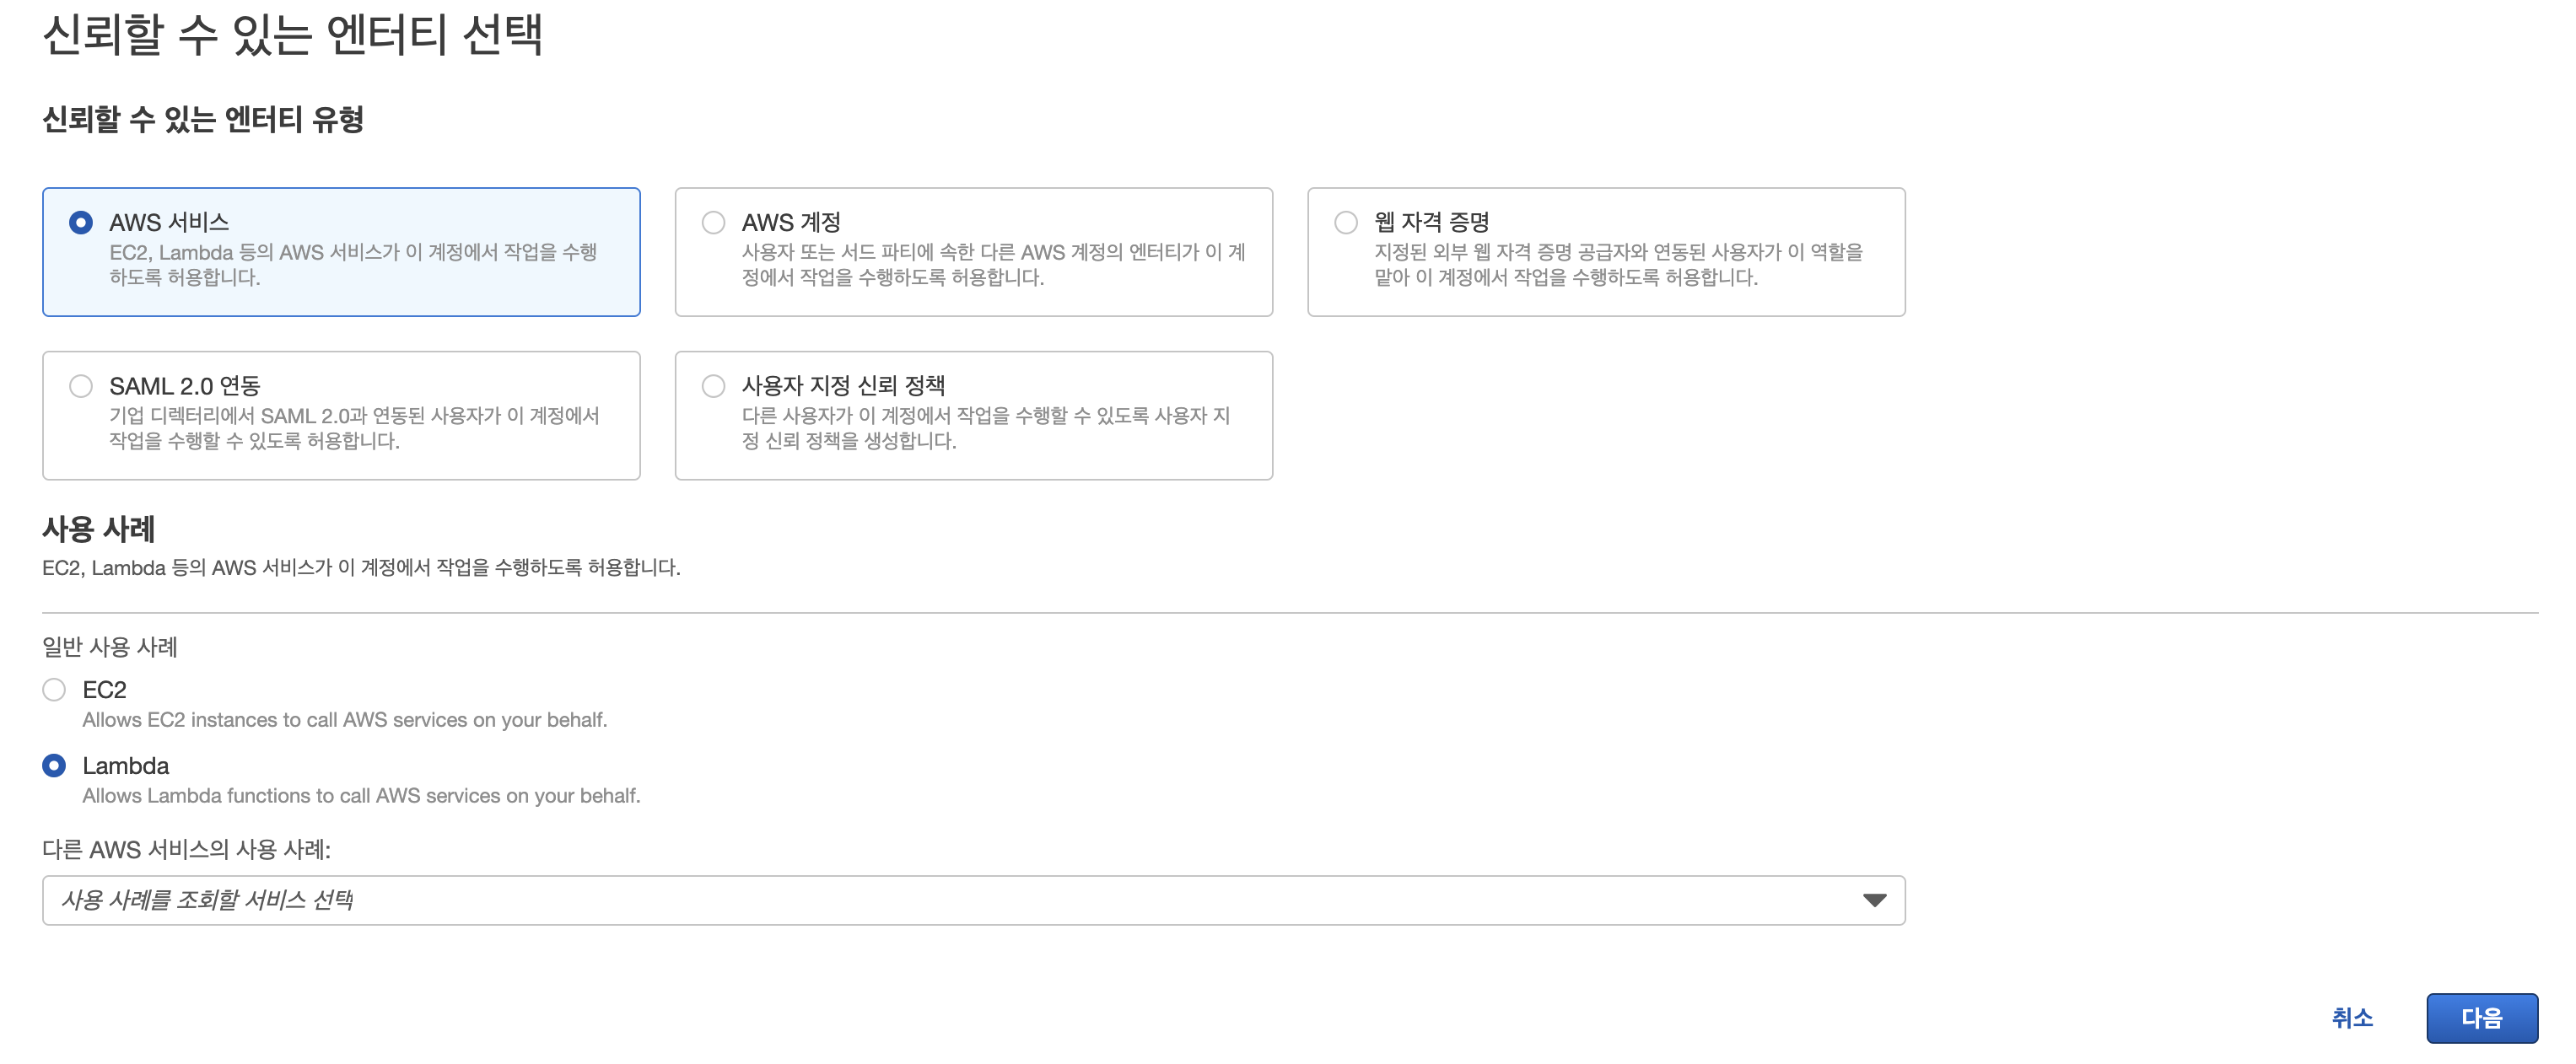 신뢰할 수 있는 엔터티 선택
신뢰할 수 있는 엔터티 유형
AWS 서비스
EC2, Lambda 등의 AWS 서비스가 이 계정에서 작업을 수행
하도록 허용합니다.
AWS 계정
사용자 또는 서드 파티에 속한 다른 AWS 계정의 엔터티가 이 계
정에서 작업을 수행하도록 허용합니다.
웹 자격 증명
지정된 외부 웹 자격 증명 공급자와 연동된 사용자가 이 역할을
맡아 이 계정에서 작업을 수행하도록 허용합니다.
SAML 2.0 연동
기업 디렉터리에서 SAML 2.0과 연동된 사용자가 이 계정에서
작업을 수행할 수 있도록 허용합니다.
사용자 지정 신뢰 정책
다른 사용자가 이 계정에서 작업을 수행할 수 있도록 사용자 지
정 신뢰 정책을 생성합니다.
사용 사례
EC2, Lambda 등의 AWS 서비스가 이 계정에서 작업을 수행하도록 허용합니다.
일반 사용 사례
EC2
Allows EC2 instances to call AWS services on your behalf.
Lambda
Allows Lambda functions to call AWS services on your behalf.
다른 AWS 서비스의 사용 사례:
사용 사례를 조회할 서비스 선택
취소
다음